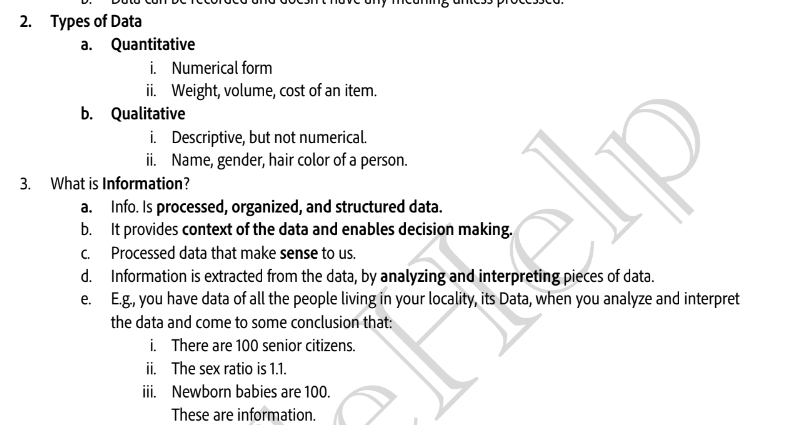 b. Data can be recorded and doesn't have any meaning unless processed.
2. Types of Data
a. Quantitative
i. Numerical form
ii. Weight, volume, cost of an item.
b. Qualitative
i. Descriptive, but not numerical.
ii. Name, gender, hair color of a person.
3. What is Information?
a. Info. Is processed, organized, and structured data.
b. It provides context of the data and enables decision making.
c. Processed data that make sense to us.
d. Information is extracted from the data, by analyzing and interpreting pieces of data.
e. E.g., you have data of all the people living in your locality, its Data, when you analyze and interpret
the data and come to some conclusion that:
i. There are 100 senior citizens.
ii. The sex ratio is 1.1.
iii. Newborn babies are 100.
These are information.
eHelp